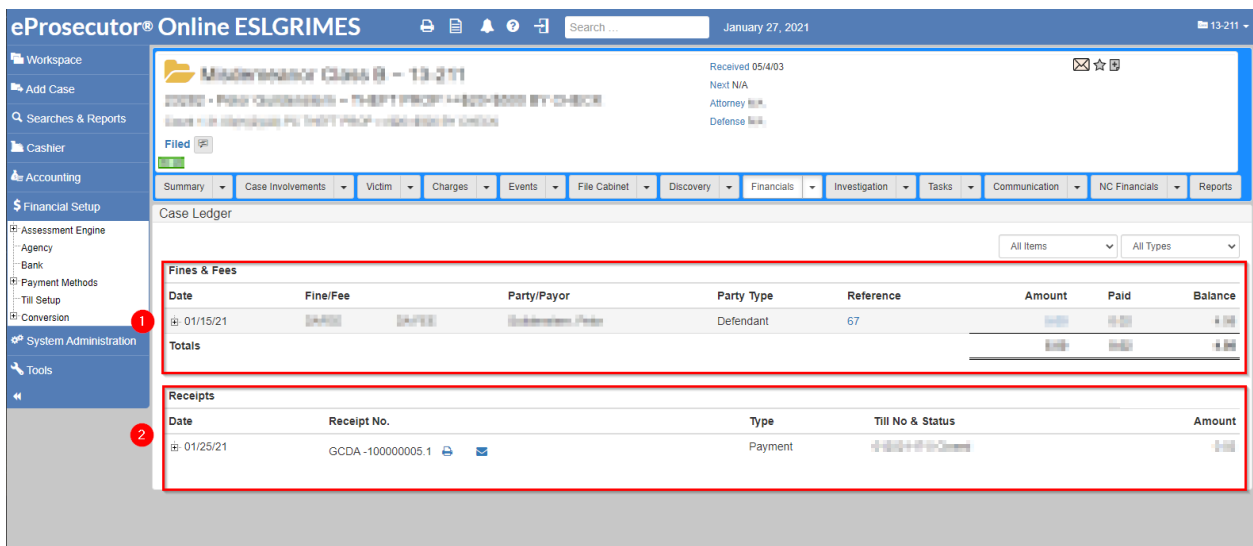 eProsecutor® Online ESLGRIMES Search ... January 27, 2021 13-211
Workspace
Add Case
Searches & Reports
Cashier
Accounting
$ Financial Setup
Assessment Engine
Agency
Bank
Payment Methods
Till Setup
Conversion
System Administration
Tools
Misdemeanor Class B - 13-211
Received 05/4/03
Next N/A
Attorney
Defense
Filed
Summary Case Involvements Victim Charges Events File Cabinet Discovery Financials Investigation Tasks Communication NC Financials Reports
Case Ledger
All Items All Types
1
Fines & Fees
Date Fine/Fee Party/Payor Party Type Reference Amount Paid Balance
01/15/21 Defendant 67
Totals
2
Receipts
Date Receipt No. Type Till No & Status Amount
01/25/21 GCDA -100000005.1 Payment